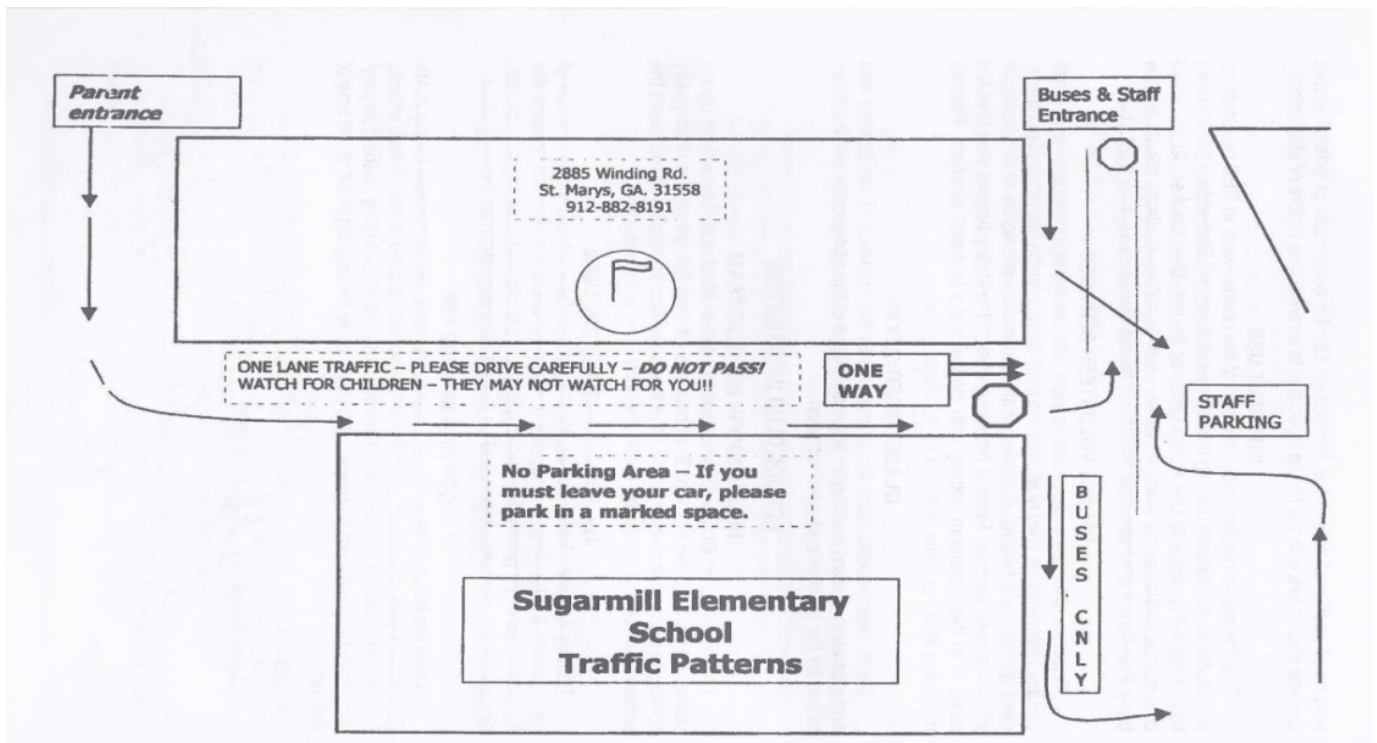 Parent
entrance
Buses & Staff
Entrance
2885 Winding Rd.
St. Marys, GA. 31558
912-882-8191
ONE LANE TRAFFIC – PLEASE DRIVE CAREFULLY – DO NOT PASS!
WATCH FOR CHILDREN – THEY MAY NOT WATCH FOR YOU!!
ONE
WAY
STAFF
PARKING
No Parking Area – If you
must leave your car, please
park in a marked space.
BUSES CNLY
Sugarmill Elementary
School
Traffic Patterns